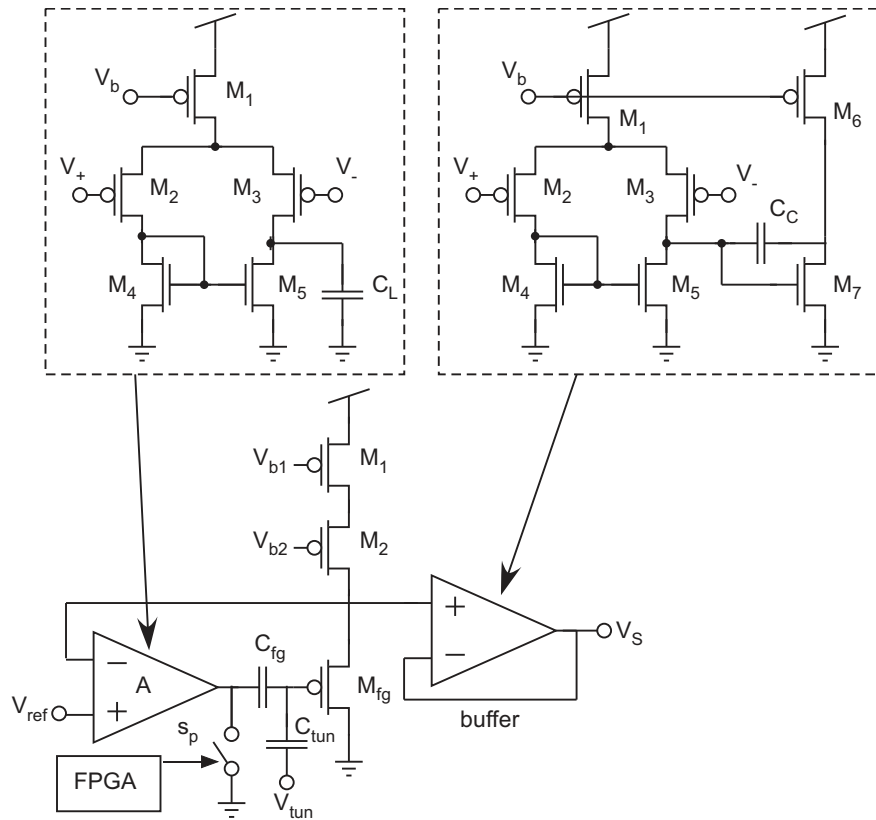 V_b
M_1
V_+
M_2
M_3
V_-
M_4
M_5
C_L
V_b
M_1
M_6
V_+
M_2
M_3
V_-
C_C
M_4
M_5
M_7
V_b1
M_1
V_b2
M_2
+
−
V_S
buffer
−
A
+
V_ref
C_fg
M_fg
C_tun
s_p
FPGA
V_tun